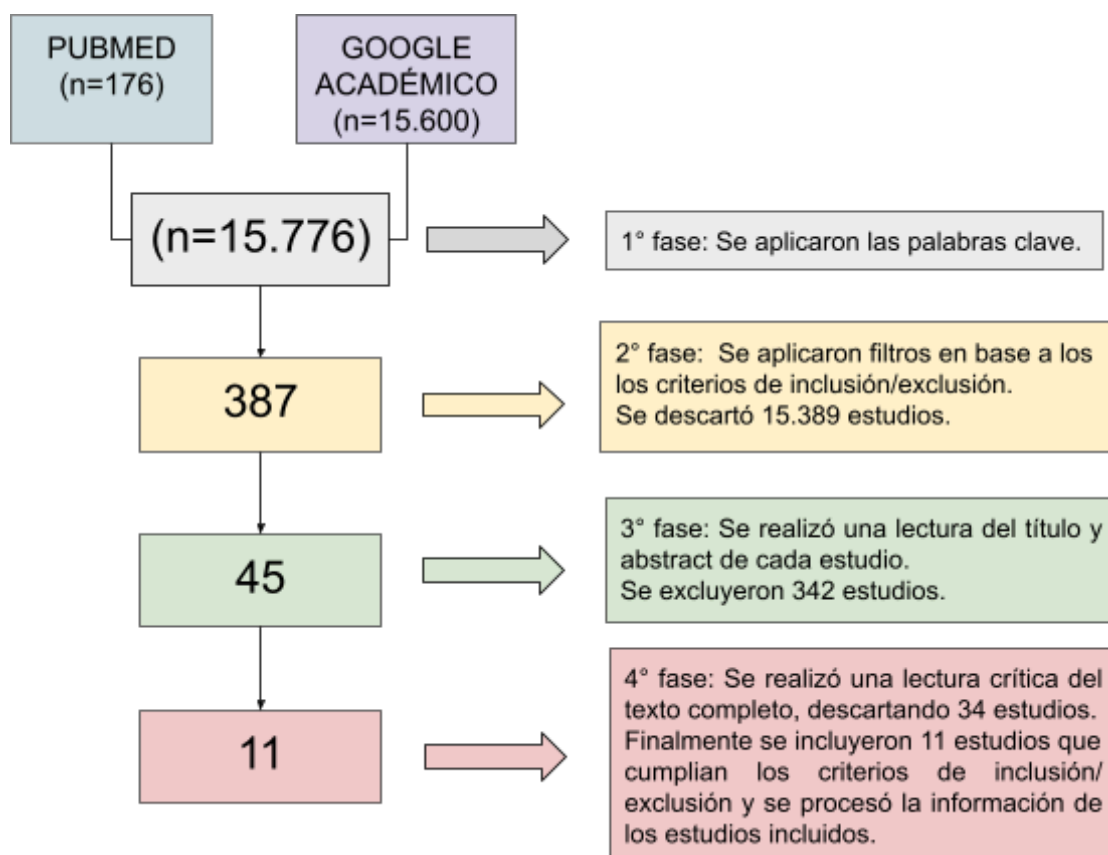 PUBMED
(n=176)
GOOGLE
ACADÉMICO
(n=15.600)
(n=15.776)
1° fase: Se aplicaron las palabras clave.
387
2° fase: Se aplicaron filtros en base a los
los criterios de inclusión/exclusión.
Se descartó 15.389 estudios.
45
3° fase: Se realizó una lectura del título y
abstract de cada estudio.
Se excluyeron 342 estudios.
11
4° fase: Se realizó una lectura crítica del
texto completo, descartando 34 estudios.
Finalmente se incluyeron 11 estudios que
cumplian los criterios de inclusión/
exclusión y se procesó la información de
los estudios incluidos.